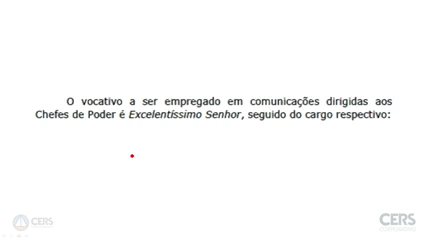 O vocativo a ser empregado em comunicações dirigidas aos
Chefes de Poder é Excelentíssimo Senhor, seguido do cargo respectivo:
CERS
CERS